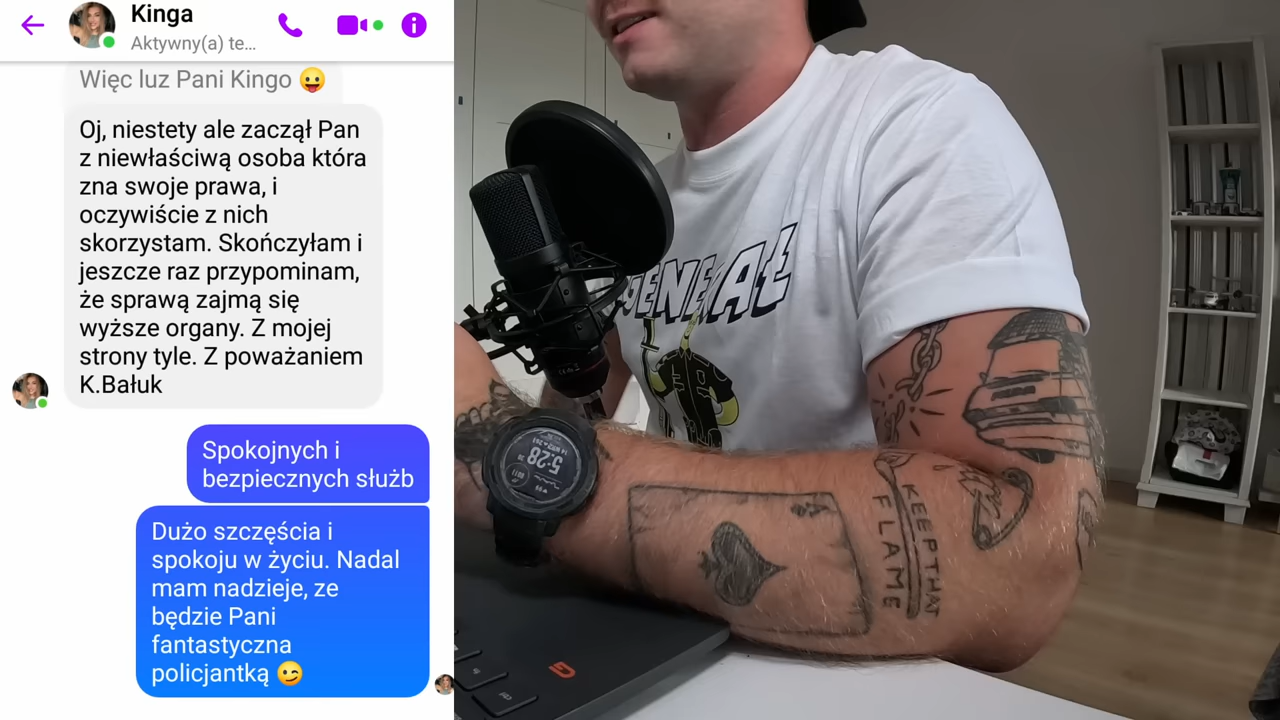 Kinga
Aktywny(a) te...
Więc luz Pani Kingo 😛
Oj, niestety ale zaczął Pan
z niewłaściwą osoba która
zna swoje prawa, i
oczywiście z nich
skorzystam. Skończyłam i
jeszcze raz przypominam,
że sprawą zajmą się
wyższe organy. Z mojej
strony tyle. Z poważaniem
K.Bałuk
Spokojnych i
bezpiecznych służb
Dużo szczęścia i
spokoju w życiu. Nadal
mam nadzieje, ze
będzie Pani
fantastyczna
policjantką 😉
GENERAŁ
5:28
KEEP THAT
FLAME